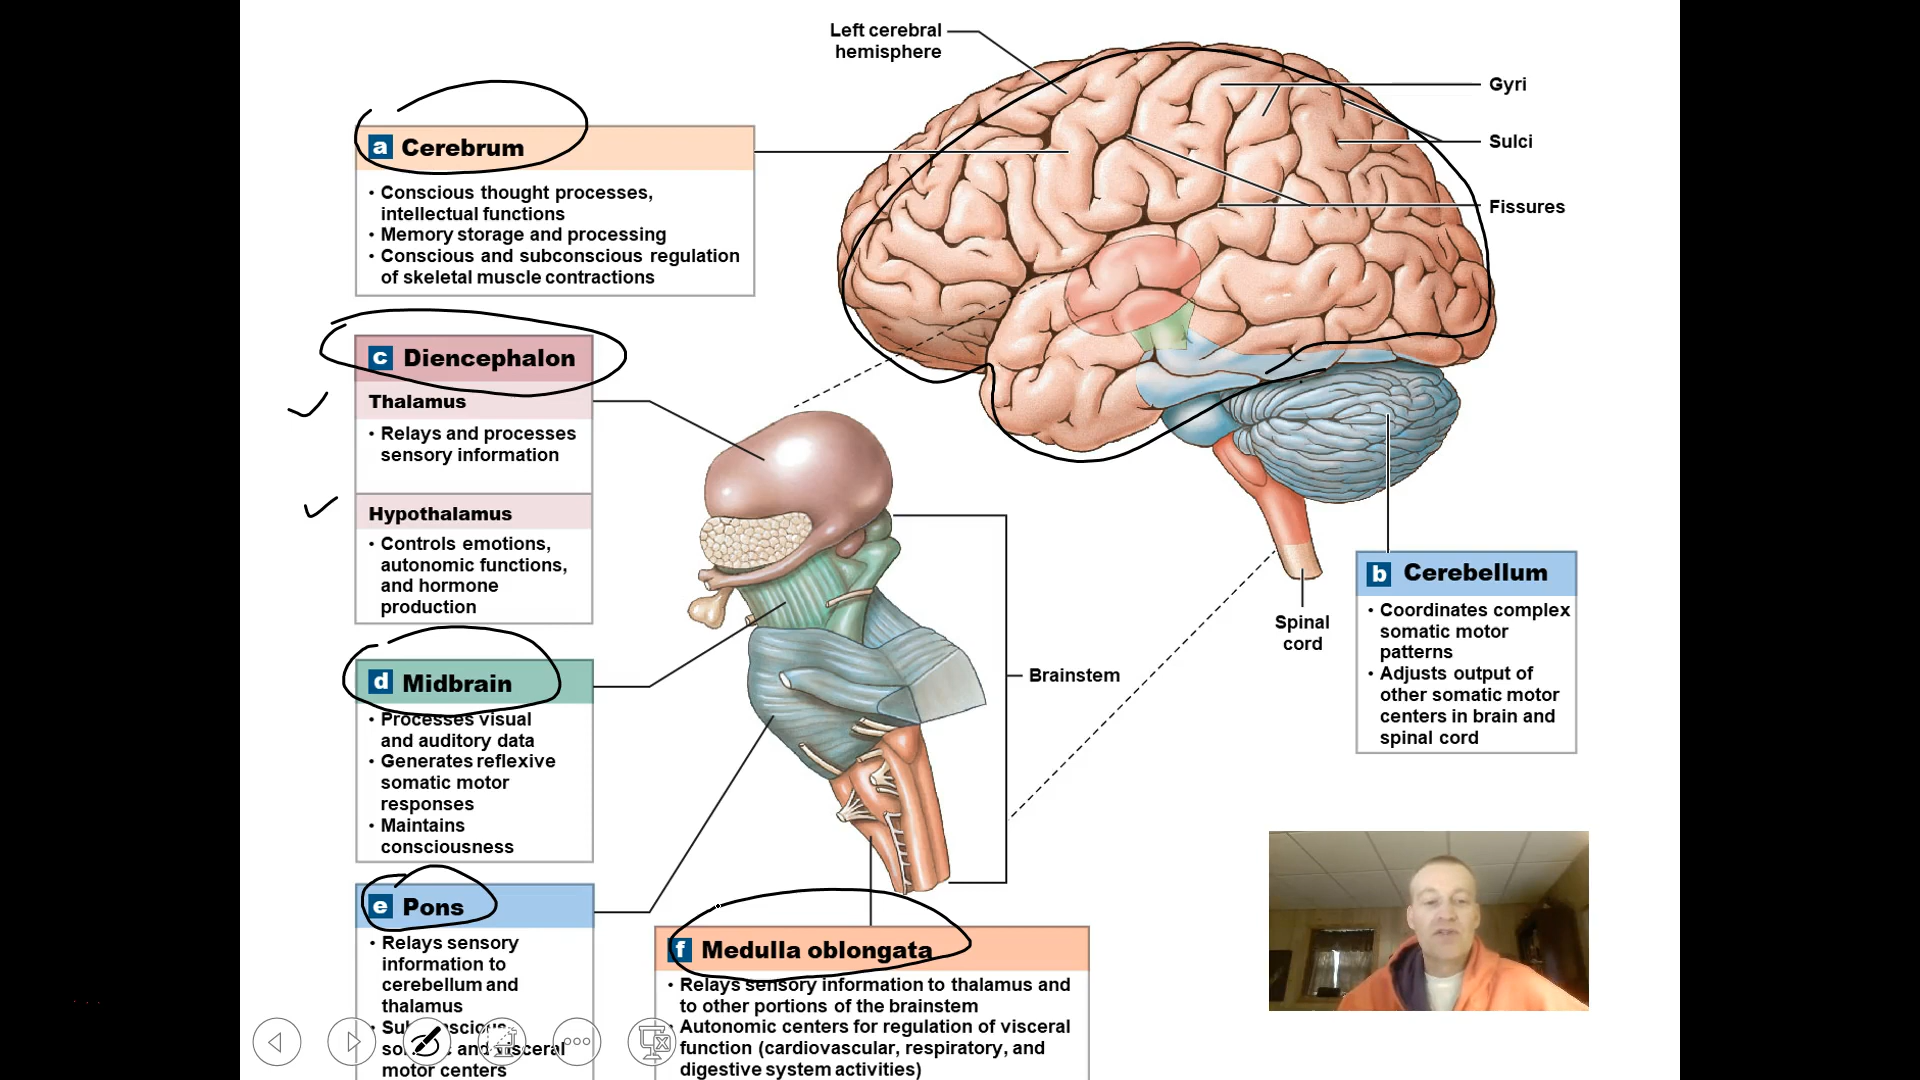 Left cerebral
hemisphere
Gyri
Sulci
Fissures
a Cerebrum
• Conscious thought processes,
intellectual functions
• Memory storage and processing
• Conscious and subconscious regulation
of skeletal muscle contractions
c Diencephalon
Thalamus
• Relays and processes
sensory information
Hypothalamus
• Controls emotions,
autonomic functions,
and hormone
production
d Midbrain
• Processes visual
and auditory data
• Generates reflexive
somatic motor
responses
• Maintains
consciousness
e Pons
• Relays sensory
information to
cerebellum and
thalamus
• Subconscious
somatic and visceral
motor centers
Brainstem
Spinal
cord
b Cerebellum
• Coordinates complex
somatic motor
patterns
• Adjusts output of
other somatic motor
centers in brain and
spinal cord
f Medulla oblongata
• Relays sensory information to thalamus and
to other portions of the brainstem
• Autonomic centers for regulation of visceral
function (cardiovascular, respiratory, and
digestive system activities)